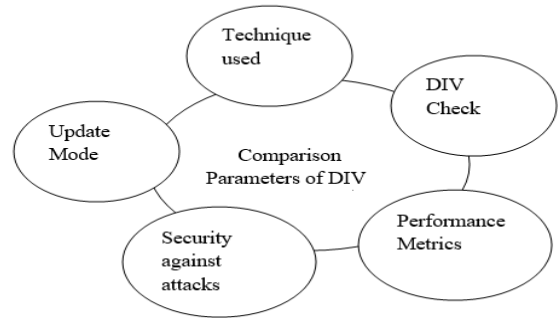 Technique
used
DIV
Check
Update
Mode
Comparison
Parameters of DIV
Performance
Metrics
Security
against
attacks